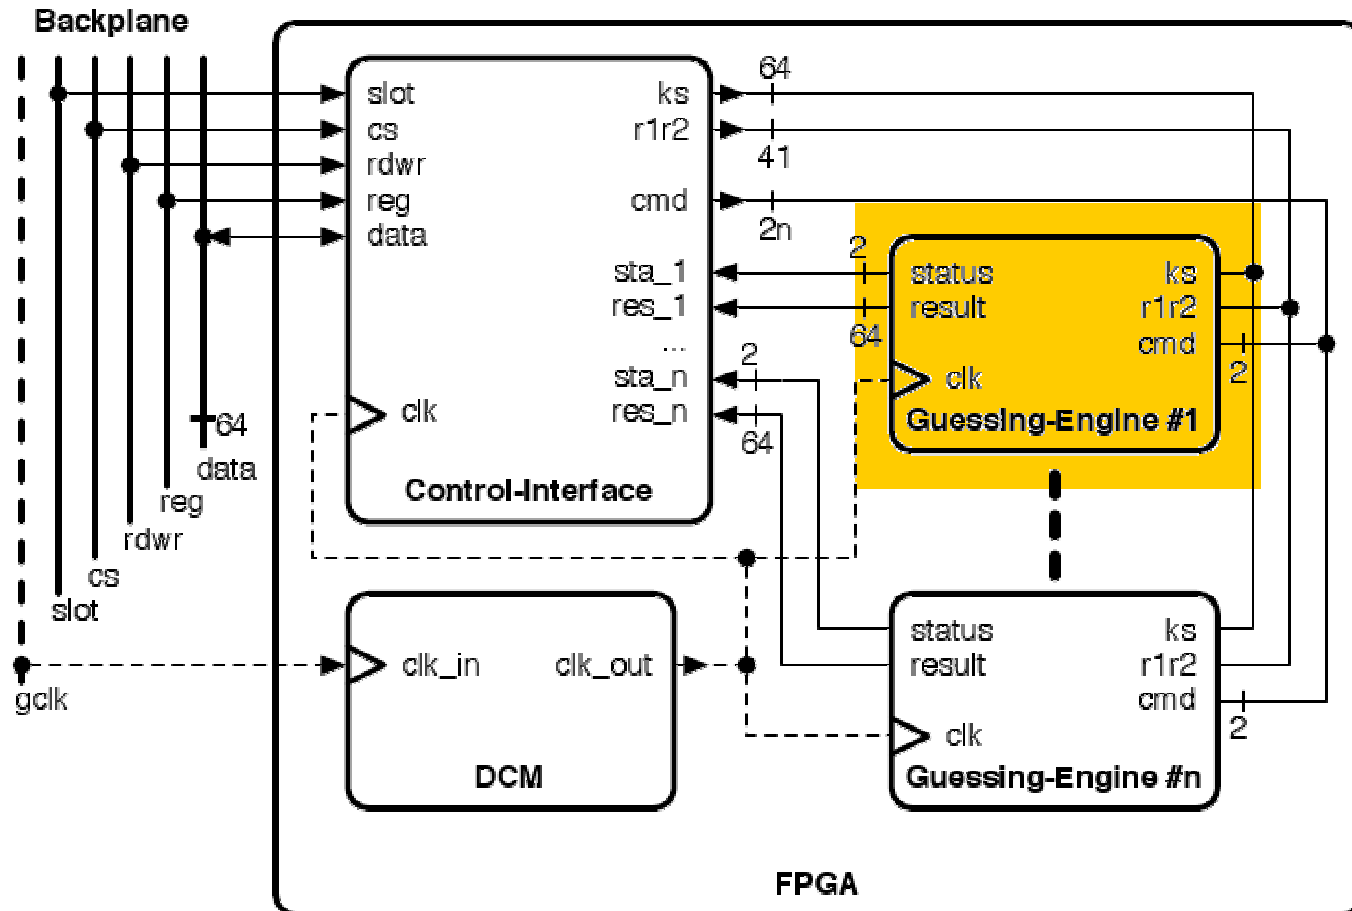 Backplane
slot
cs
rdwr
reg
data
clk
ks
r1r2
cmd
sta_1
res_1
...
sta_n
res_n
Control-Interface
64
41
2n
2
64
2
64
status
result
clk
ks
r1r2
cmd
2
Guessing-Engine #1
64
data
reg
rdwr
cs
slot
gclk
clk_in
clk_out
DCM
status
result
clk
ks
r1r2
cmd
2
Guessing-Engine #n
FPGA